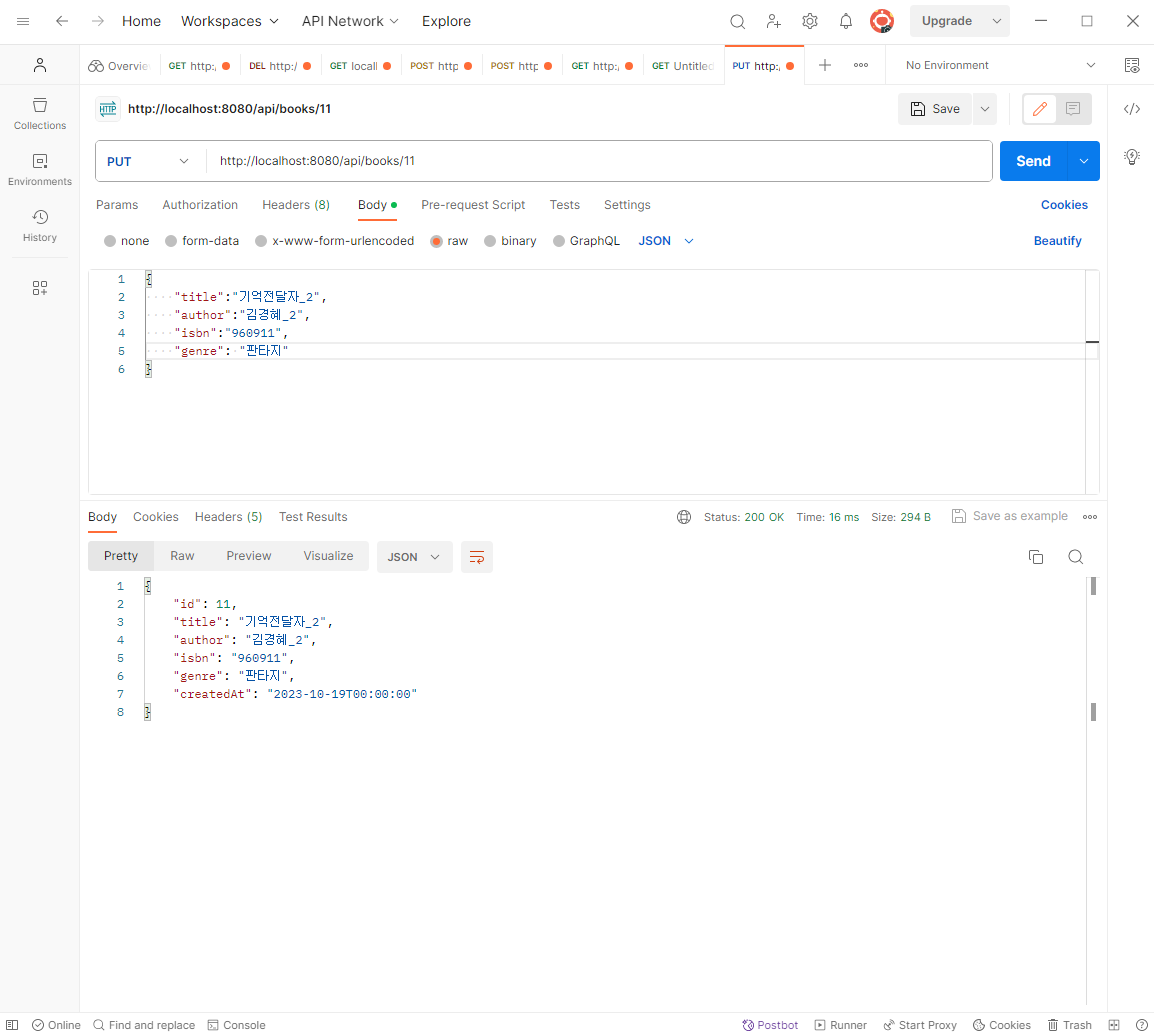 Home Workspaces API Network Explore Upgrade
Overvie GET http:, DEL http:/ GET locall POST http POST http GET http:, GET Untitled PUT http:, No Environment
HTTP http://localhost:8080/api/books/11 Save
Collections
Environments
History
PUT http://localhost:8080/api/books/11 Send
Params Authorization Headers (8) Body Pre-request Script Tests Settings Cookies
none form-data x-www-form-urlencoded raw binary GraphQL JSON Beautify
1 {
2 "title":"기억전달자_2",
3 "author":"김경혜_2",
4 "isbn":"960911",
5 "genre": "판타지"
6 }
Body Cookies Headers (5) Test Results Status: 200 OK Time: 16 ms Size: 294 B Save as example
Pretty Raw Preview Visualize JSON
1 {
2 "id": 11,
3 "title": "기억전달자_2",
4 "author": "김경혜_2",
5 "isbn": "960911",
6 "genre": "판타지",
7 "createdAt": "2023-10-19T00:00:00"
8 }
Online Find and replace Console Postbot Runner Start Proxy Cookies Trash